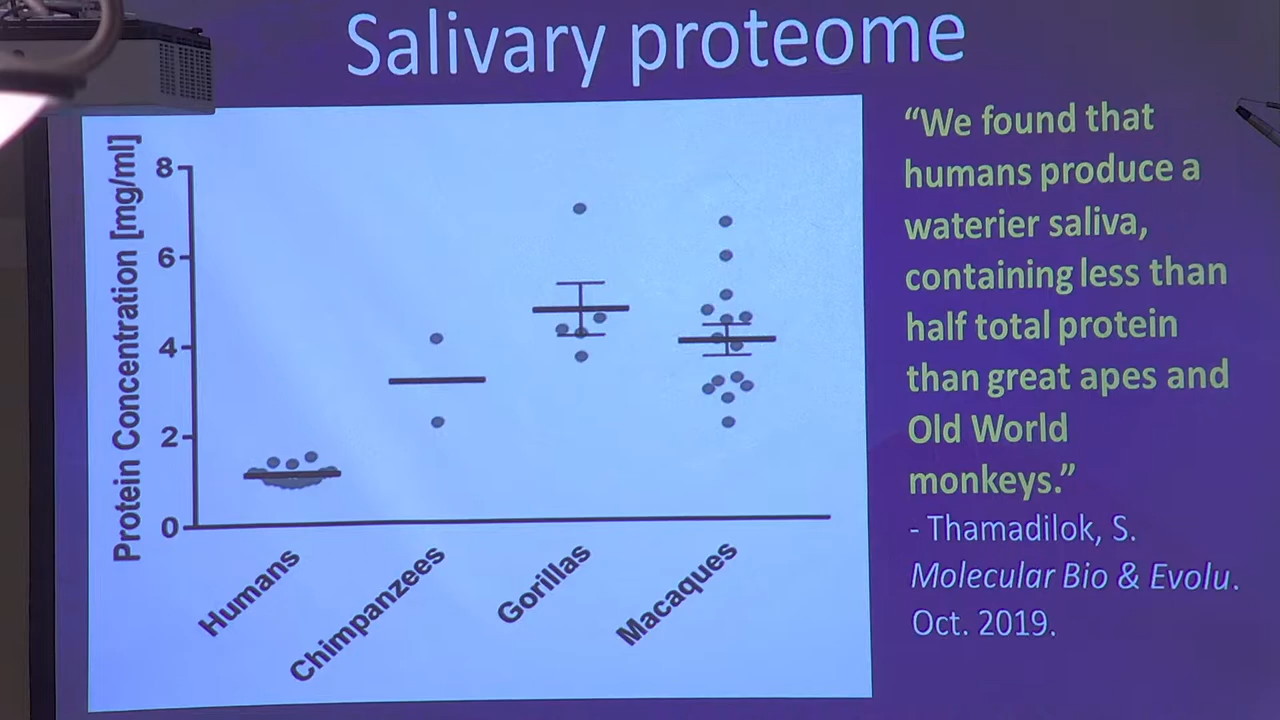 Salivary proteome
Protein Concentration [mg/ml]
8
6
4
2
0
Humans
Chimpanzees
Gorillas
Macaques
“We found that
humans produce a
waterier saliva,
containing less than
half total protein
than great apes and
Old World
monkeys.”
- Thamadilok, S.
Molecular Bio & Evolu.
Oct. 2019.